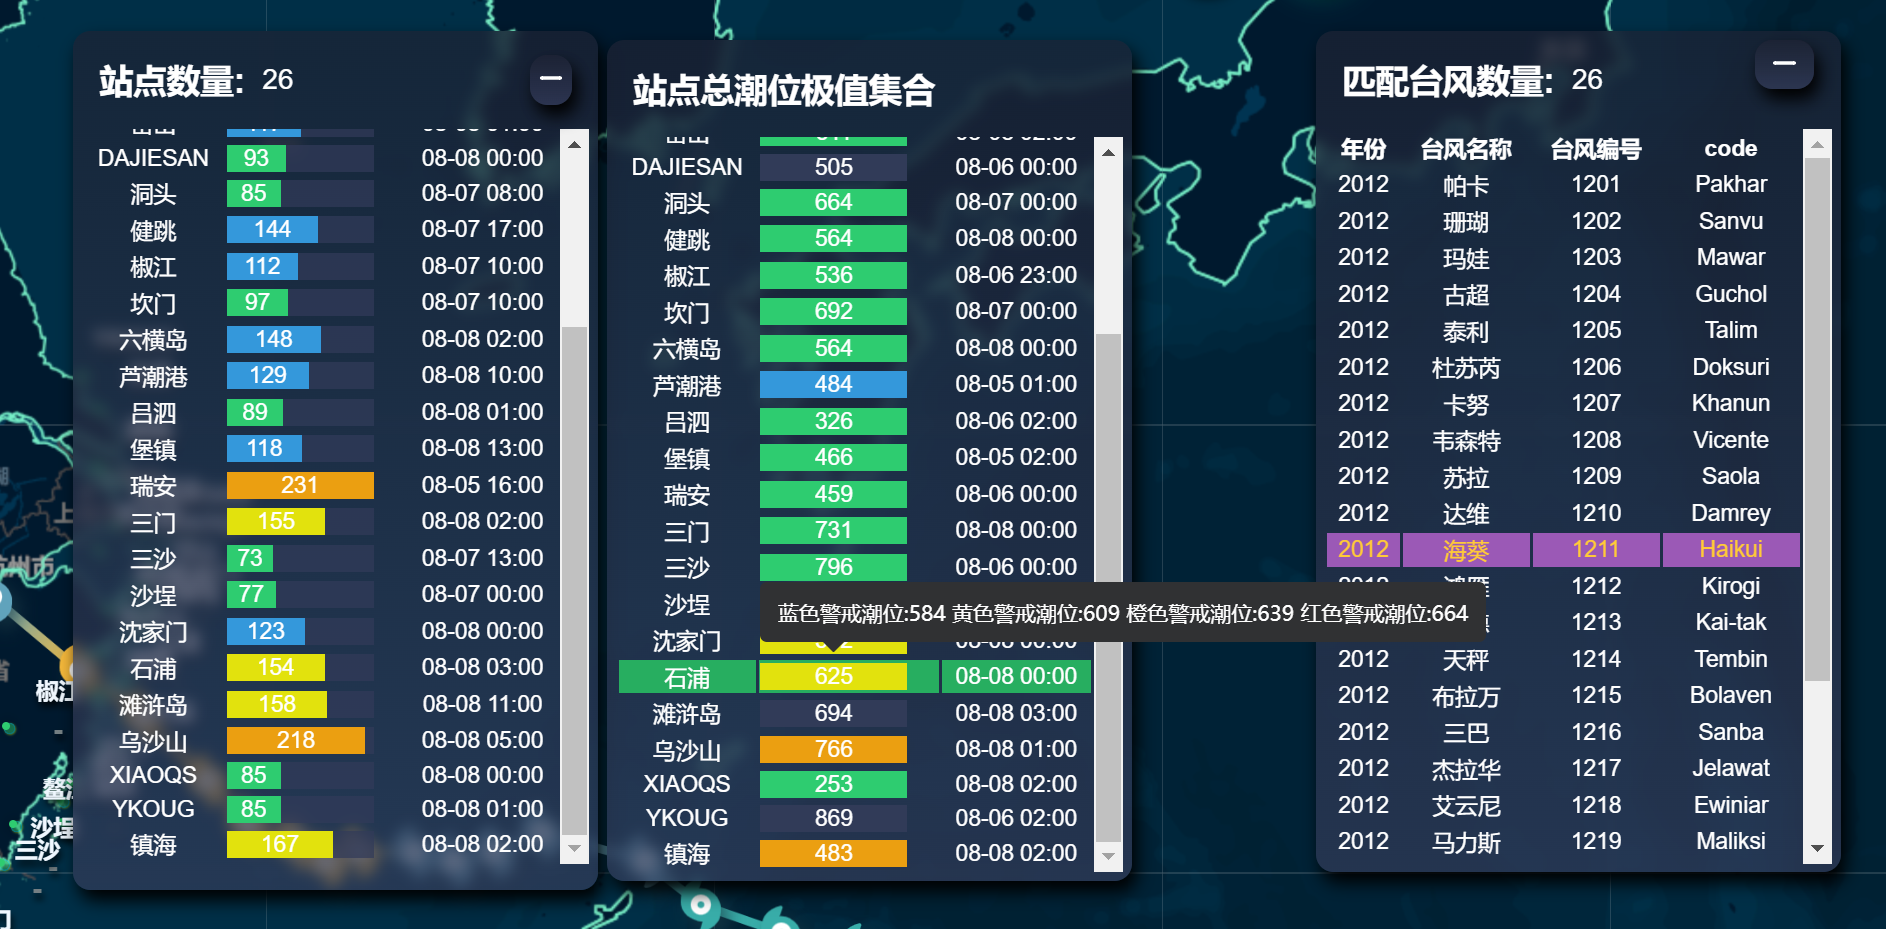 站点数量: 26
DAJIESAN 93 08-08 00:00
洞头 85 08-07 08:00
健跳 144 08-07 17:00
椒江 112 08-07 10:00
坎门 97 08-07 10:00
六横岛 148 08-08 02:00
芦潮港 129 08-08 10:00
吕泗 89 08-08 01:00
堡镇 118 08-08 13:00
瑞安 231 08-05 16:00
三门 155 08-08 02:00
三沙 73 08-07 13:00
沙埕 77 08-07 00:00
沈家门 123 08-08 00:00
石浦 154 08-08 03:00
滩浒岛 158 08-08 11:00
乌沙山 218 08-08 05:00
XIAOQS 85 08-08 00:00
YKOUG 85 08-08 01:00
镇海 167 08-08 02:00
站点总潮位极值集合
DAJIESAN 505 08-06 00:00
洞头 664 08-07 00:00
健跳 564 08-08 00:00
椒江 536 08-06 23:00
坎门 692 08-07 00:00
六横岛 564 08-08 00:00
芦潮港 484 08-05 01:00
吕泗 326 08-06 02:00
堡镇 466 08-05 02:00
瑞安 459 08-06 00:00
三门 731 08-08 00:00
三沙 796 08-06 00:00
沙埕
蓝色警戒潮位:584 黄色警戒潮位:609 橙色警戒潮位:639 红色警戒潮位:664
沈家门
石浦 625 08-08 00:00
滩浒岛 694 08-08 03:00
乌沙山 766 08-08 01:00
XIAOQS 253 08-08 02:00
YKOUG 869 08-06 02:00
镇海 483 08-08 02:00
匹配台风数量: 26
年份 台风名称 台风编号 code
2012 帕卡 1201 Pakhar
2012 珊瑚 1202 Sanvu
2012 玛娃 1203 Mawar
2012 古超 1204 Guchol
2012 泰利 1205 Talim
2012 杜苏芮 1206 Doksuri
2012 卡努 1207 Khanun
2012 韦森特 1208 Vicente
2012 苏拉 1209 Saola
2012 达维 1210 Damrey
2012 海葵 1211 Haikui
1212 Kirogi
1213 Kai-tak
2012 天秤 1214 Tembin
2012 布拉万 1215 Bolaven
2012 三巴 1216 Sanba
2012 杰拉华 1217 Jelawat
2012 艾云尼 1218 Ewiniar
2012 马力斯 1219 Maliksi
椒江
沙埕
三沙